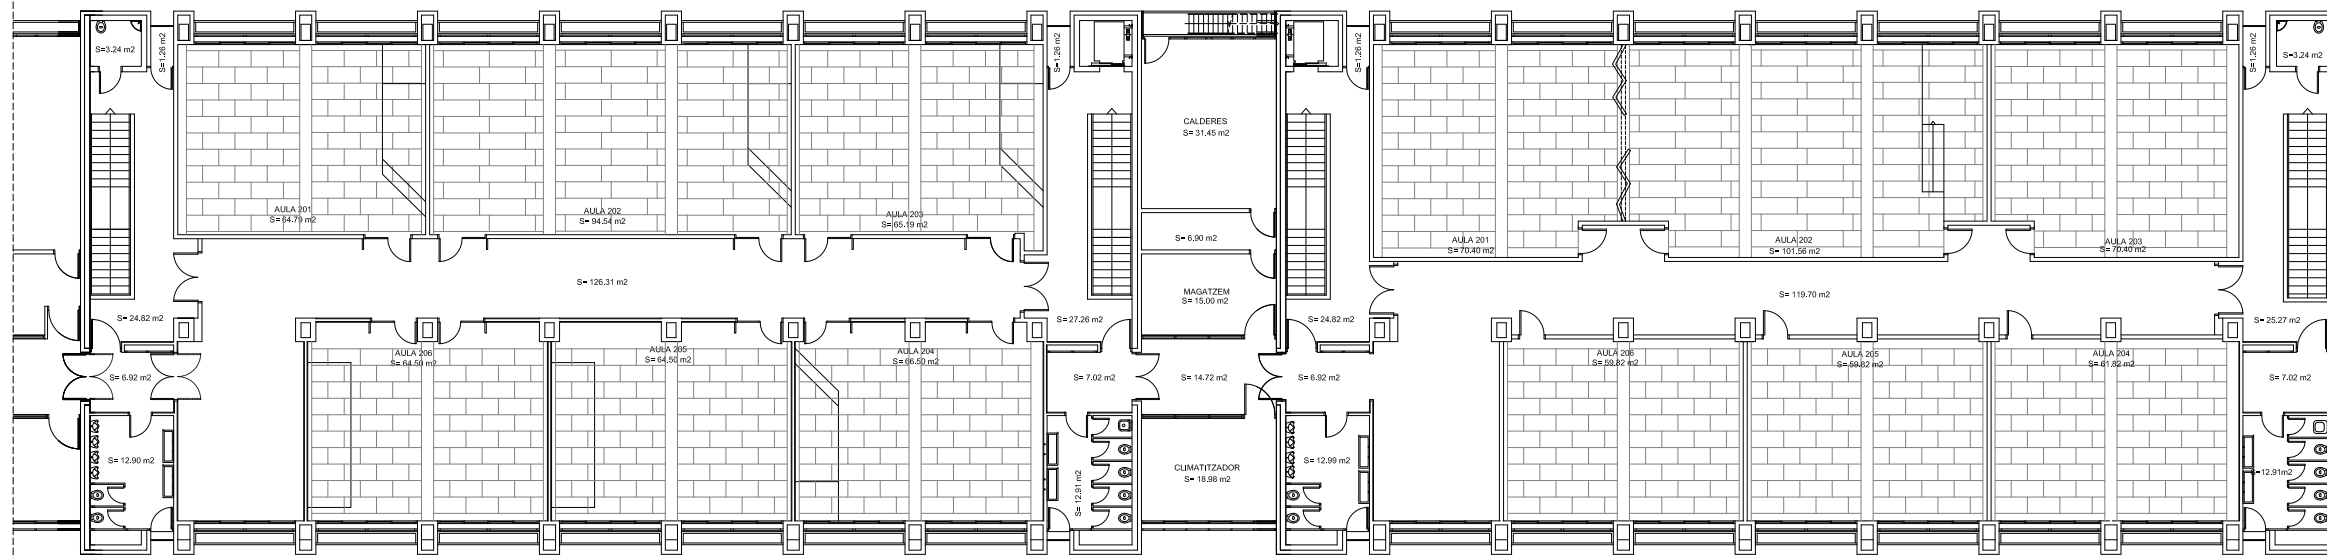 S=3.24 m2
S=1.26 m2
S=1.26 m2
S=1.26 m2
S=1.26 m2
S=3.24 m2
CALDERES
S= 31.45 m2
AULA 201
S= 64.79 m2
AULA 202
S= 94.54 m2
AULA 203
S= 65.19 m2
S= 6.90 m2
AULA 201
S= 70.40 m2
AULA 202
S= 101.56 m2
AULA 203
S= 70.40 m2
S= 126.31 m2
MAGATZEM
S= 15.00 m2
S= 119.70 m2
S= 24.82 m2
S= 27.26 m2
S= 24.82 m2
S= 25.27 m2
AULA 206
S= 64.50 m2
AULA 205
S= 64.50 m2
AULA 204
S= 66.50 m2
AULA 206
S= 59.82 m2
AULA 205
S= 59.82 m2
AULA 204
S= 61.82 m2
S= 6.92 m2
S= 7.02 m2
S= 14.72 m2
S= 6.92 m2
S= 7.02 m2
S= 12.90 m2
S= 12.91 m2
CLIMATITZADOR
S= 18.98 m2
S= 12.99 m2
S=12.91m2